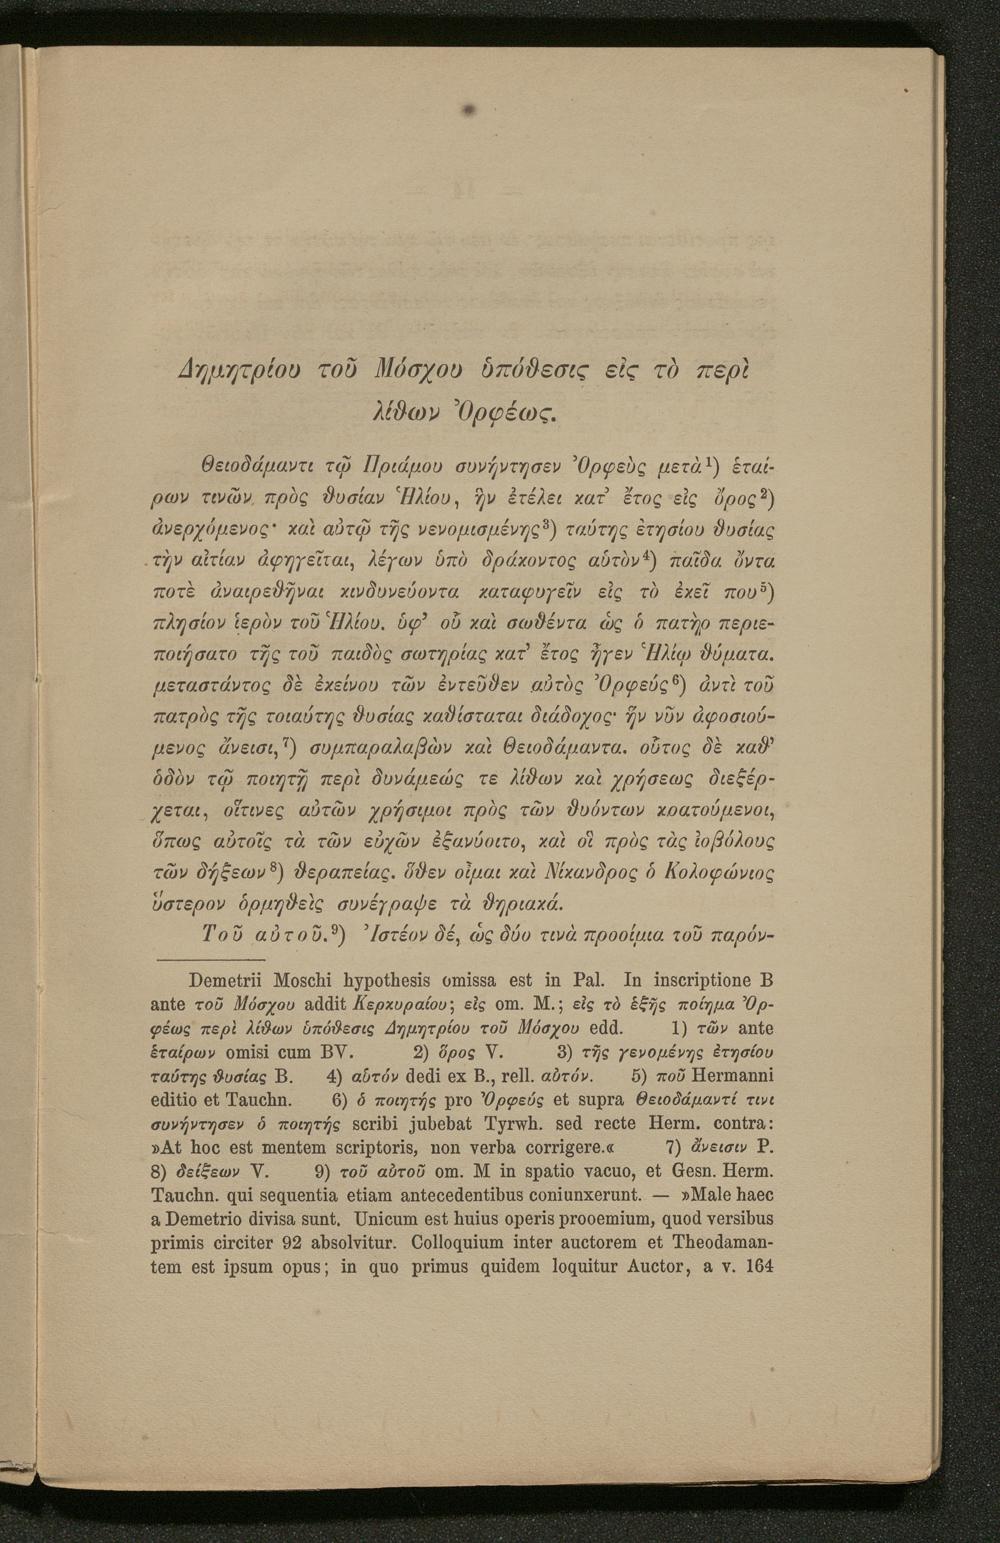 Δημητρίου τοῦ Μόσχου ὑπόθεσις εἰς τὸ περὶ
λίθων Ὀρφέως.
Θειοδάμαντι τῷ Πριάμου συνήντησεν Ὀρφεὺς μετὰ¹) ἑταί-
ρων τινῶν πρὸς θυσίαν Ἡλίου, ἣν ἐτέλει κατ' ἔτος εἰς ὄρος²)
ἀνερχόμενος· καὶ αὐτῷ τῆς νενομισμένης³) ταύτης ἐτησίου θυσίας
τὴν αἰτίαν ἀφηγεῖται, λέγων ὑπὸ δράκοντος αὑτὸν⁴) παῖδα ὄντα
ποτὲ ἀναιρεθῆναι κινδυνεύοντα καταφυγεῖν εἰς τὸ ἐκεῖ που⁵)
πλησίον ἱερὸν τοῦ Ἡλίου. ὑφ' οὗ καὶ σωθέντα ὡς ὁ πατὴρ περιε-
ποιήσατο τῆς τοῦ παιδὸς σωτηρίας κατ' ἔτος ἦγεν Ἡλίῳ θύματα.
μεταστάντος δὲ ἐκείνου τῶν ἐντεῦθεν αὐτὸς Ὀρφεύς⁶) ἀντὶ τοῦ
πατρὸς τῆς τοιαύτης θυσίας καθίσταται διάδοχος· ἣν νῦν ἀφοσιού-
μενος ἄνεισι,⁷) συμπαραλαβὼν καὶ Θειοδάμαντα. οὗτος δὲ καθ'
ὁδὸν τῷ ποιητῇ περὶ δυνάμεώς τε λίθων καὶ χρήσεως διεξέρ-
χεται, οἵτινες αὐτῶν χρήσιμοι πρὸς τῶν θυόντων κρατούμενοι,
ὅπως αὐτοῖς τὰ τῶν εὐχῶν ἐξανύοιτο, καὶ οἳ πρὸς τὰς ἰοβόλους
τῶν δήξεων⁸) θεραπείας. ὅθεν οἶμαι καὶ Νίκανδρος ὁ Κολοφώνιος
ὕστερον ὁρμηθεὶς συνέγραψε τὰ θηριακά.
Τοῦ αὐτοῦ.⁹) Ἰστέον δέ, ὡς δύο τινὰ προοίμια τοῦ παρόν-
Demetrii Moschi hypothesis omissa est in Pal. In inscriptione B
ante τοῦ Μόσχου addit Κερκυραίου; εἰς om. M.; εἰς τὸ ἑξῆς ποίημα Ὀρ-
φέως περὶ λίθων ὑπόθεσις Δημητρίου τοῦ Μόσχου edd. 1) τῶν ante
ἑταίρων omisi cum BV. 2) ὅρος V. 3) τῆς γενομένης ἐτησίου
ταύτης θυσίας B. 4) αὑτόν dedi ex B., rell. αὐτόν. 5) ποῦ Hermanni
editio et Tauchn. 6) ὁ ποιητής pro Ὀρφεύς et supra Θειοδάμαντί τινι
συνήντησεν ὁ ποιητής scribi jubebat Tyrwh. sed recte Herm. contra:
»At hoc est mentem scriptoris, non verba corrigere.« 7) ἄνεισιν P.
8) δείξεων V. 9) τοῦ αὐτοῦ om. M in spatio vacuo, et Gesn. Herm.
Tauchn. qui sequentia etiam antecedentibus coniunxerunt. — »Male haec
a Demetrio divisa sunt. Unicum est huius operis prooemium, quod versibus
primis circiter 92 absolvitur. Colloquium inter auctorem et Theodaman-
tem est ipsum opus; in quo primus quidem loquitur Auctor, a v. 164